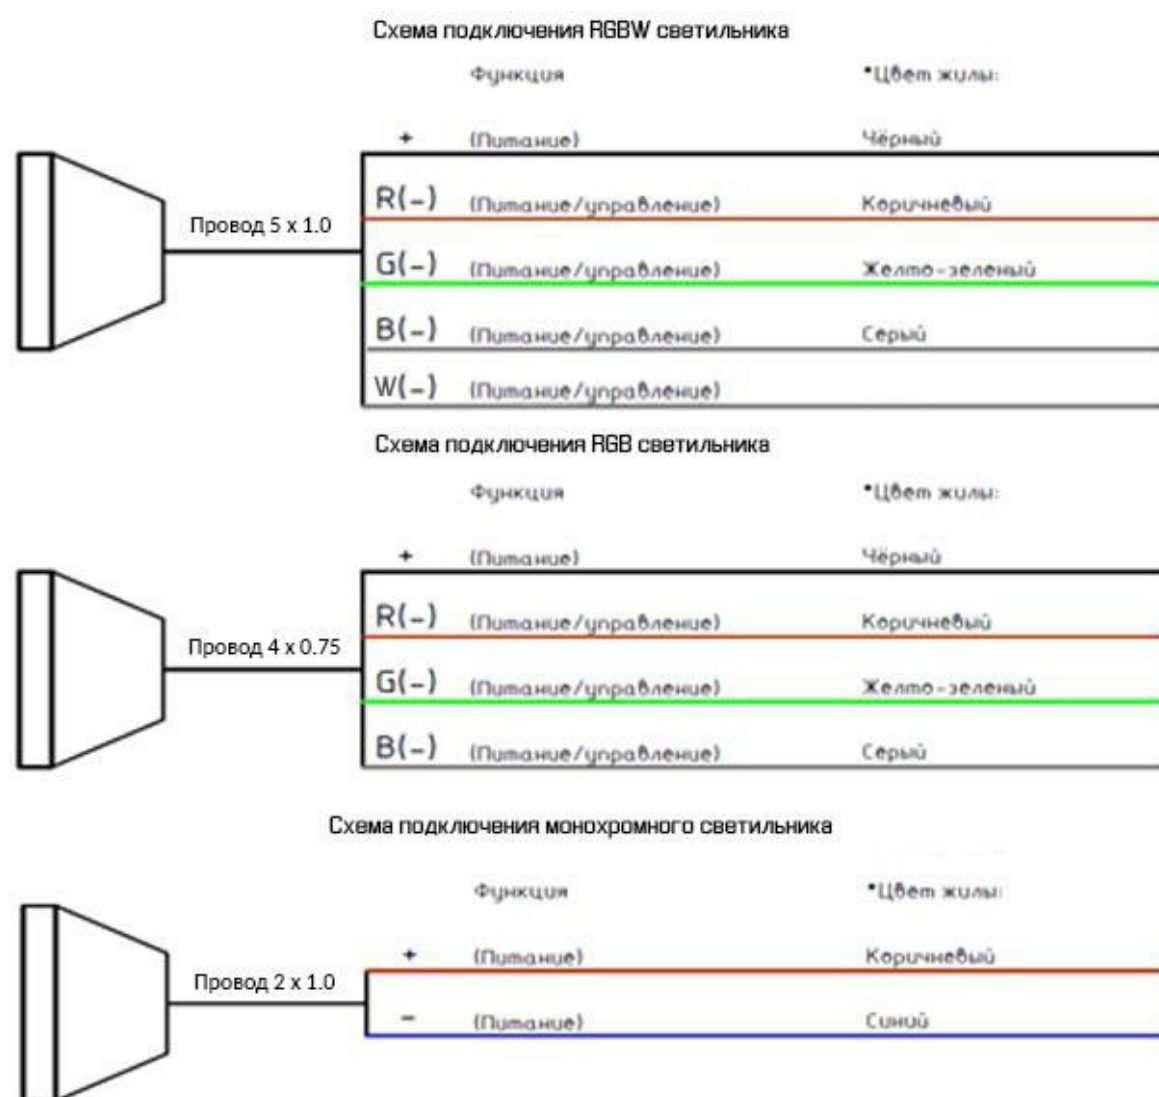 Схема подключения RGBW светильника
Функция *Цвет жилы:
+ (Питание) Чёрный
R(-) (Питание/управление) Коричневый
Провод 5 x 1.0
G(-) (Питание/управление) Желто-зеленый
B(-) (Питание/управление) Серый
W(-) (Питание/управление)
Схема подключения RGB светильника
Функция *Цвет жилы:
+ (Питание) Чёрный
R(-) (Питание/управление) Коричневый
Провод 4 x 0.75
G(-) (Питание/управление) Желто-зеленый
B(-) (Питание/управление) Серый
Схема подключения монохромного светильника
Функция *Цвет жилы:
+ (Питание) Коричневый
Провод 2 x 1.0
- (Питание) Синий